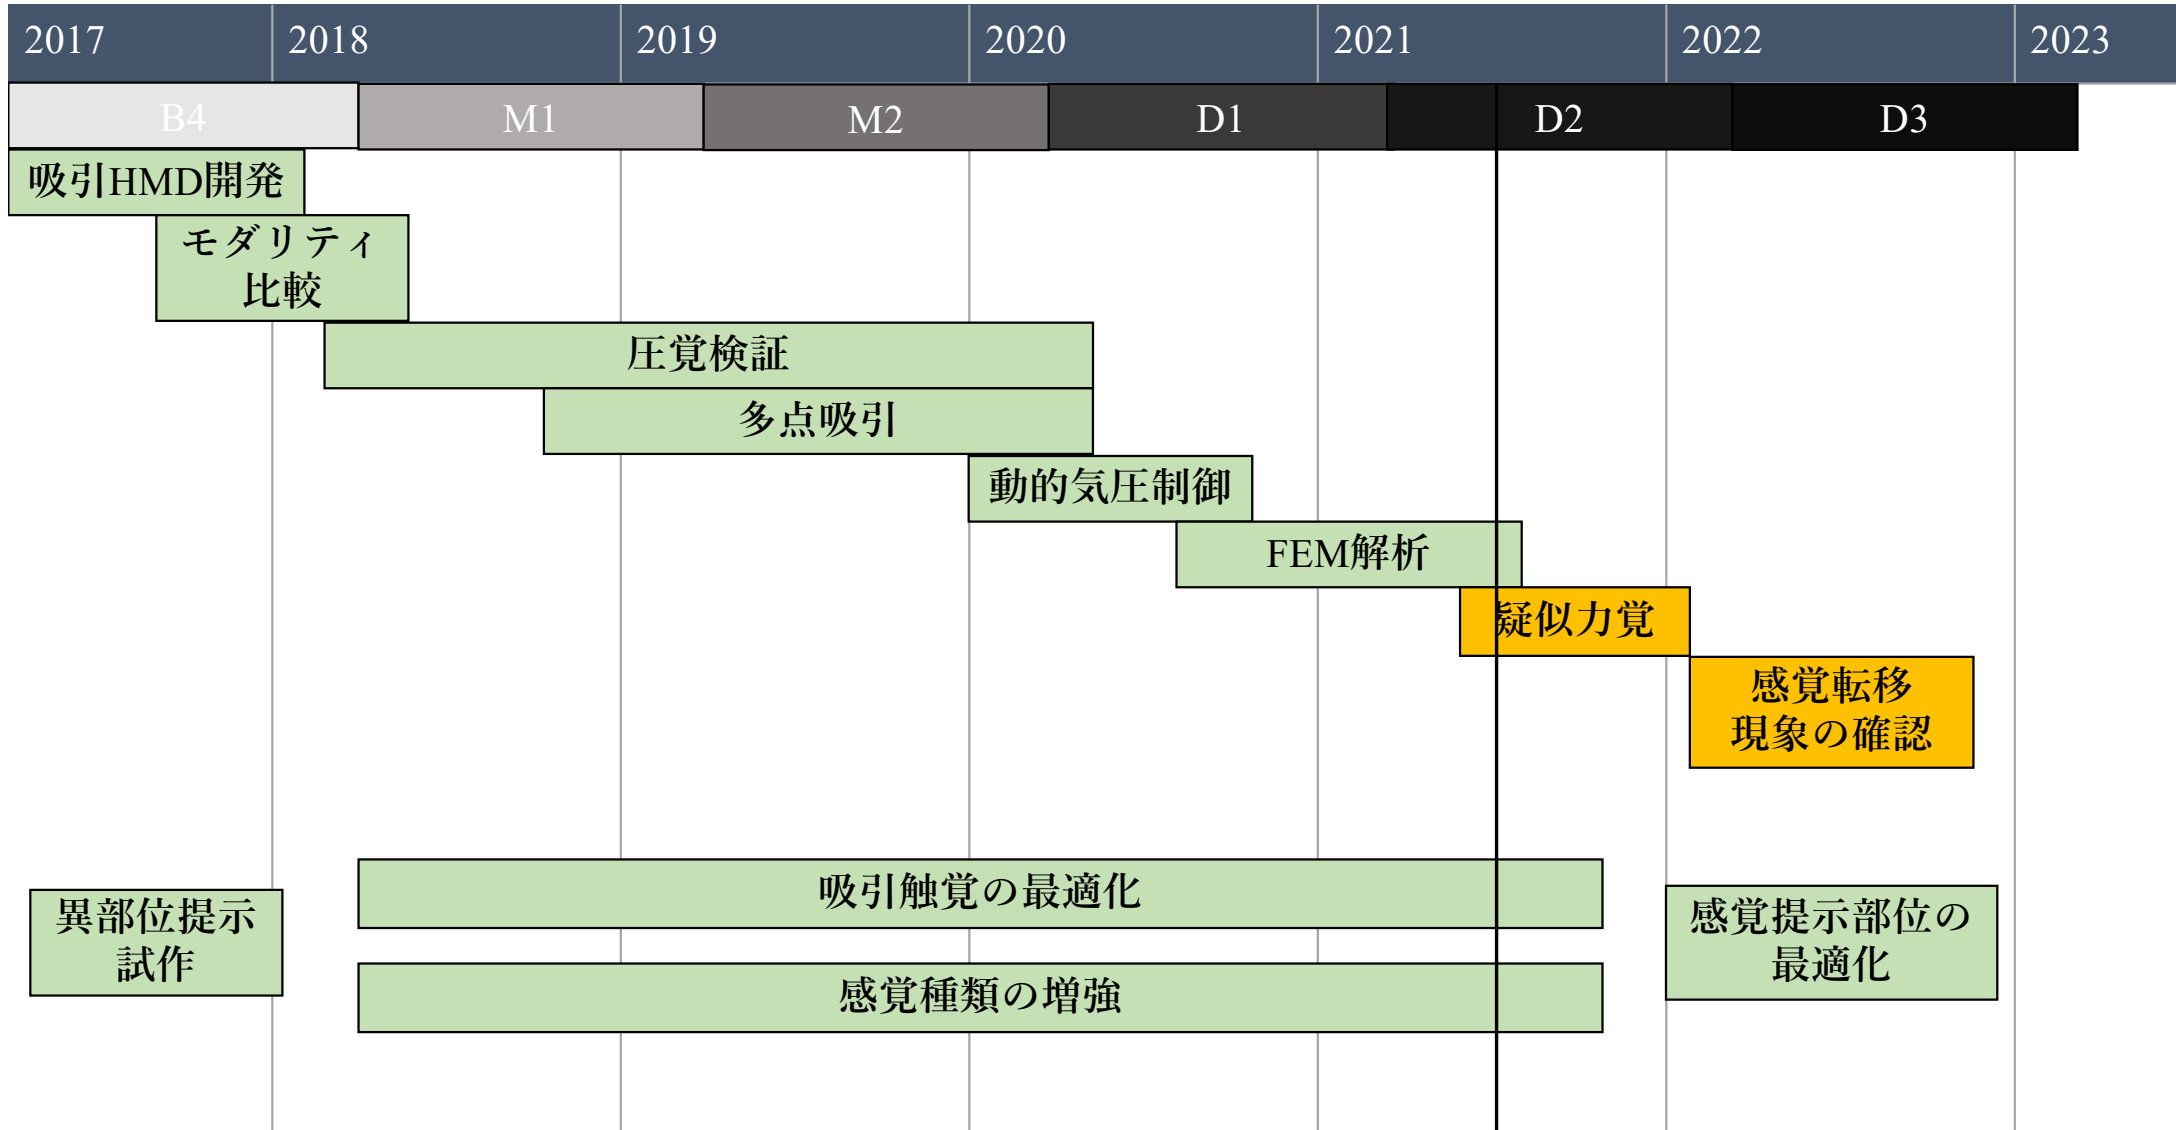 2017
2018
2019
2020
2021
2022
2023
B4
M1
M2
D1
D2
D3
吸引HMD開発
モダリティ
比較
圧覚検証
多点吸引
動的気圧制御
FEM解析
疑似力覚
感覚転移
現象の確認
吸引触覚の最適化
異部位提示
試作
感覚提示部位の
最適化
感覚種類の増強